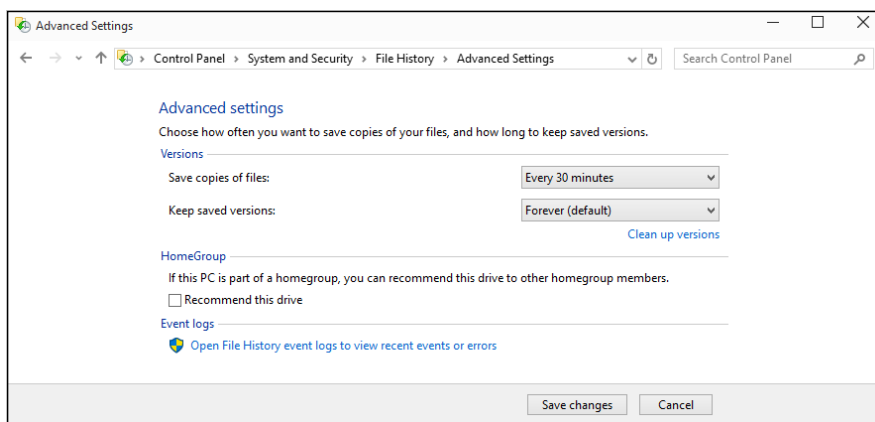 Advanced Settings
Control Panel > System and Security > File History > Advanced Settings
Search Control Panel
Advanced settings
Choose how often you want to save copies of your files, and how long to keep saved versions.
Versions
Save copies of files: Every 30 minutes
Keep saved versions: Forever (default)
Clean up versions
HomeGroup
If this PC is part of a homegroup, you can recommend this drive to other homegroup members.
Recommend this drive
Event logs
Open File History event logs to view recent events or errors
Save changes Cancel